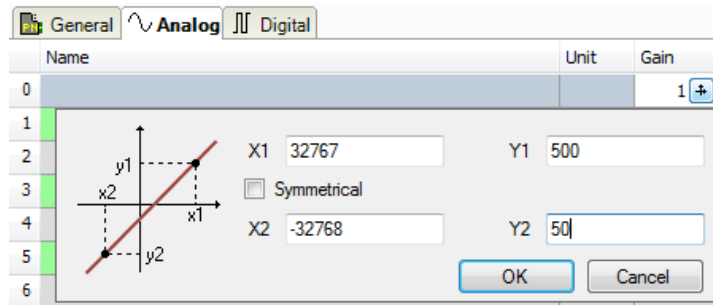 General Analog Digital
Name Unit Gain
0 1
1
2
3
4
5
6
y1
x2
x1
y2
X1 32767 Y1 500
Symmetrical
X2 -32768 Y2 50
OK Cancel